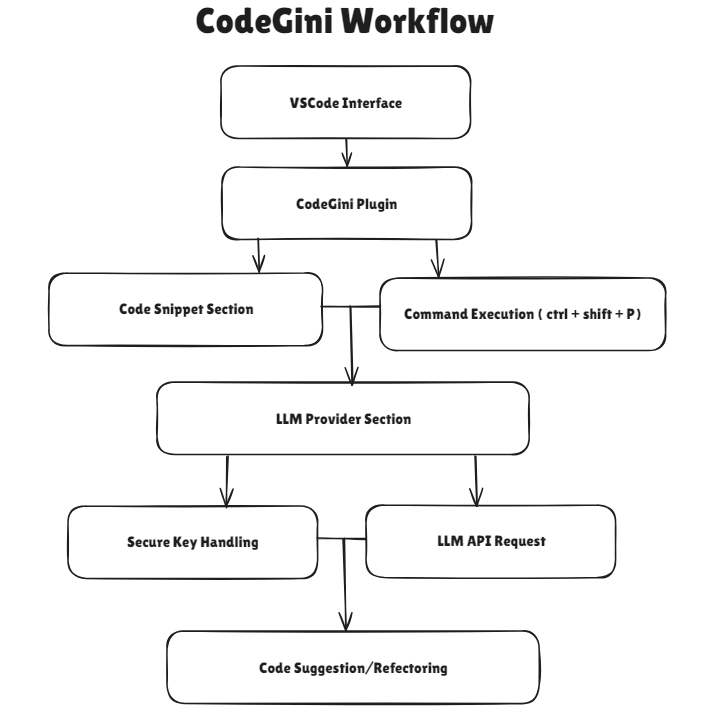 CodeGini Workflow
VSCode Interface
CodeGini Plugin
Code Snippet Section
Command Execution ( ctrl + shift + P )
LLM Provider Section
Secure Key Handling
LLM API Request
Code Suggestion/Refectoring